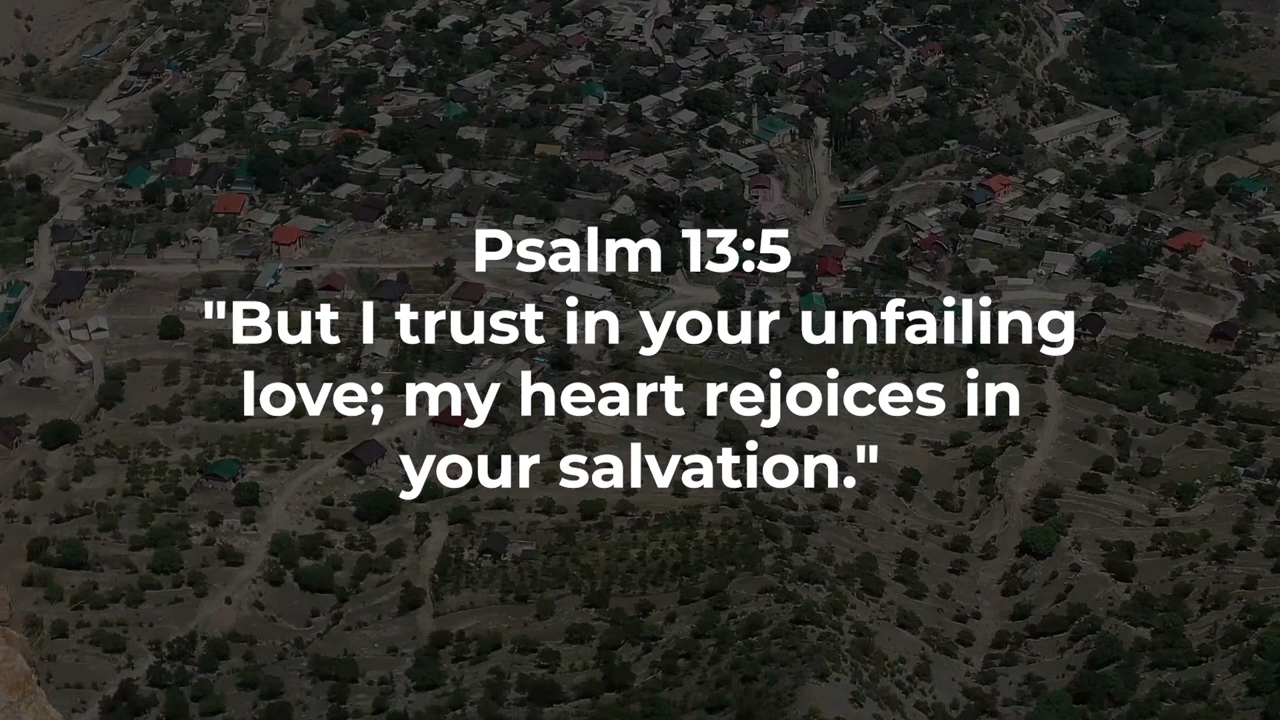 Psalm 13:5
"But I trust in your unfailing
love; my heart rejoices in
your salvation."